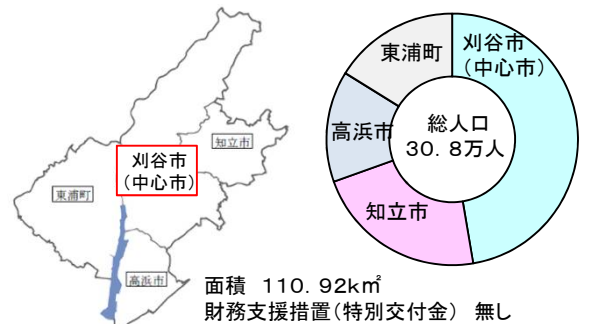 知立市
刈谷市
（中心市）
東浦町
高浜市
東浦町
刈谷市
（中心市）
高浜市
総人口
30．8万人
知立市
面積　110．92k㎡
財務支援措置（特別交付金）　無し